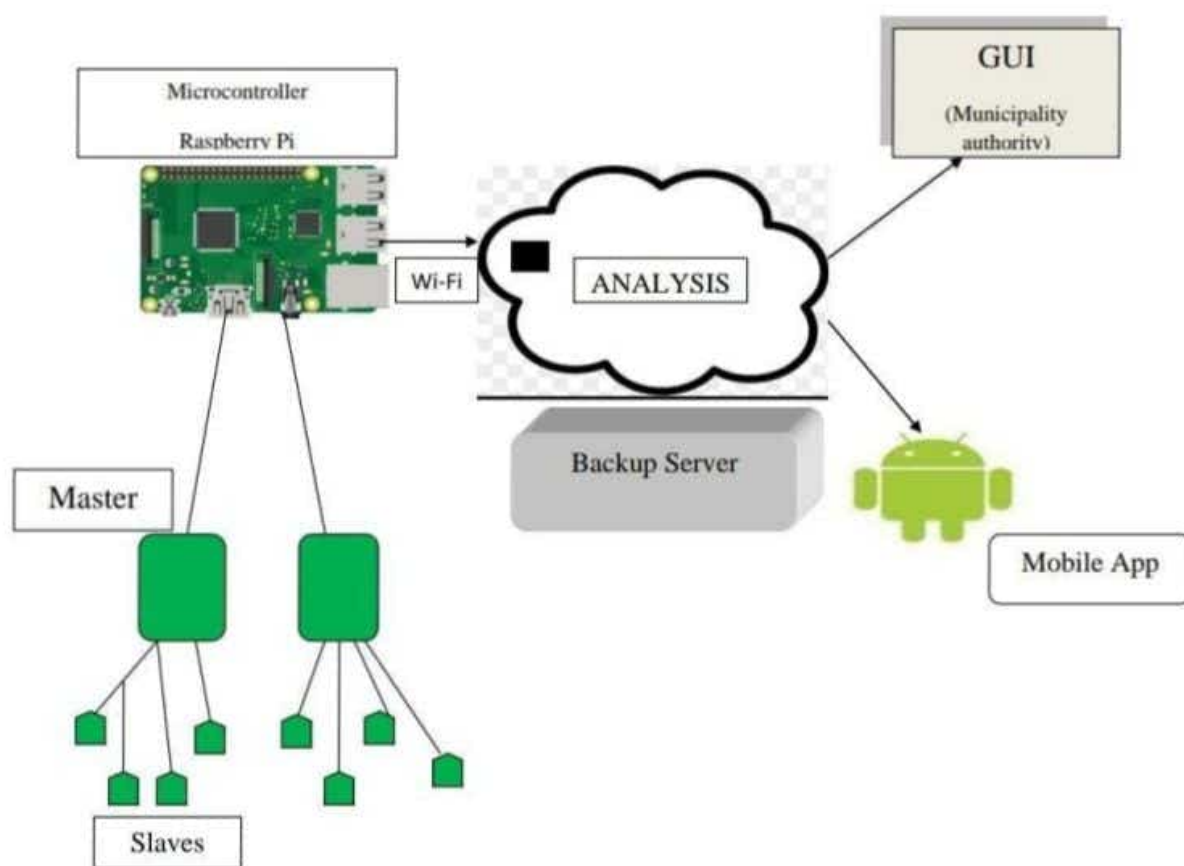 Microcontroller
Raspberry Pi
GUI
(Municipality
authority)
Wi-Fi
ANALYSIS
Backup Server
Master
Mobile App
Slaves